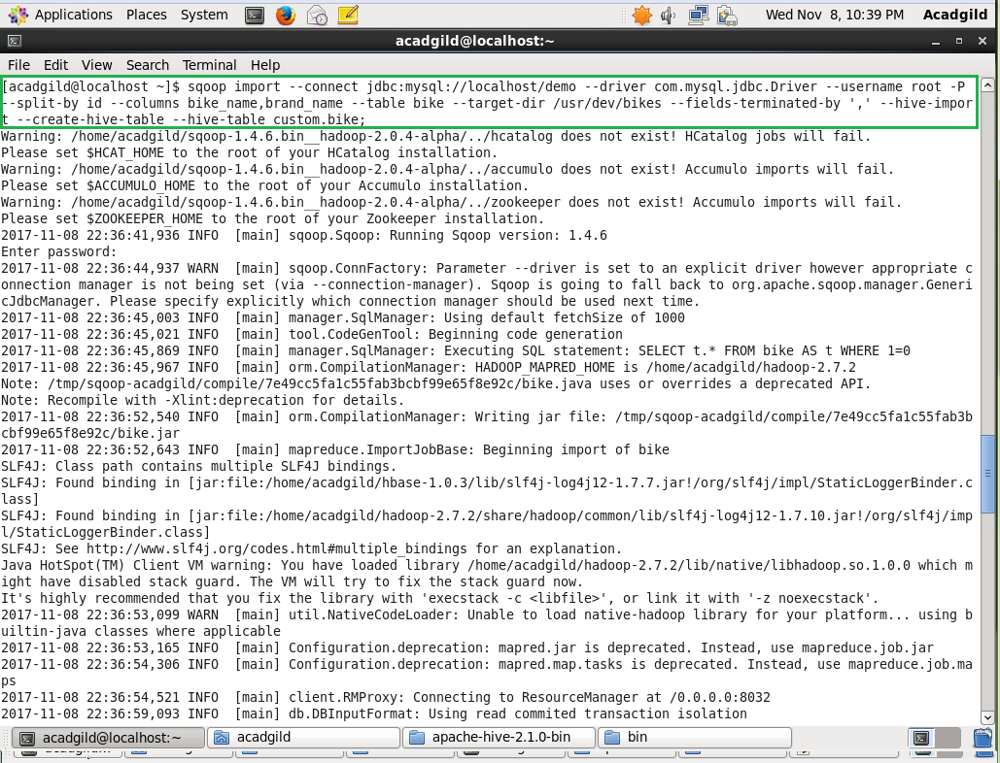 Applications Places System
Wed Nov 8, 10:39 PM Acadgild
acadgild@localhost:~
File Edit View Search Terminal Help
[acadgild@localhost ~]$ sqoop import --connect jdbc:mysql://localhost/demo --driver com.mysql.jdbc.Driver --username root -P
--split-by id --columns bike_name,brand_name --table bike --target-dir /usr/dev/bikes --fields-terminated-by ',' --hive-impor
t --create-hive-table --hive-table custom.bike;
Warning: /home/acadgild/sqoop-1.4.6.bin__hadoop-2.0.4-alpha/../hcatalog does not exist! HCatalog jobs will fail.
Please set $HCAT_HOME to the root of your HCatalog installation.
Warning: /home/acadgild/sqoop-1.4.6.bin__hadoop-2.0.4-alpha/../accumulo does not exist! Accumulo imports will fail.
Please set $ACCUMULO_HOME to the root of your Accumulo installation.
Warning: /home/acadgild/sqoop-1.4.6.bin__hadoop-2.0.4-alpha/../zookeeper does not exist! Accumulo imports will fail.
Please set $ZOOKEEPER_HOME to the root of your Zookeeper installation.
2017-11-08 22:36:41,936 INFO  [main] sqoop.Sqoop: Running Sqoop version: 1.4.6
Enter password:
2017-11-08 22:36:44,937 WARN  [main] sqoop.ConnFactory: Parameter --driver is set to an explicit driver however appropriate c
onnection manager is not being set (via --connection-manager). Sqoop is going to fall back to org.apache.sqoop.manager.Generi
cJdbcManager. Please specify explicitly which connection manager should be used next time.
2017-11-08 22:36:45,003 INFO  [main] manager.SqlManager: Using default fetchSize of 1000
2017-11-08 22:36:45,021 INFO  [main] tool.CodeGenTool: Beginning code generation
2017-11-08 22:36:45,869 INFO  [main] manager.SqlManager: Executing SQL statement: SELECT t.* FROM bike AS t WHERE 1=0
2017-11-08 22:36:45,967 INFO  [main] orm.CompilationManager: HADOOP_MAPRED_HOME is /home/acadgild/hadoop-2.7.2
Note: /tmp/sqoop-acadgild/compile/7e49cc5fa1c55fab3bcbf99e65f8e92c/bike.java uses or overrides a deprecated API.
Note: Recompile with -Xlint:deprecation for details.
2017-11-08 22:36:52,540 INFO  [main] orm.CompilationManager: Writing jar file: /tmp/sqoop-acadgild/compile/7e49cc5fa1c55fab3b
cbf99e65f8e92c/bike.jar
2017-11-08 22:36:52,643 INFO  [main] mapreduce.ImportJobBase: Beginning import of bike
SLF4J: Class path contains multiple SLF4J bindings.
SLF4J: Found binding in [jar:file:/home/acadgild/hbase-1.0.3/lib/slf4j-log4j12-1.7.7.jar!/org/slf4j/impl/StaticLoggerBinder.c
lass]
SLF4J: Found binding in [jar:file:/home/acadgild/hadoop-2.7.2/share/hadoop/common/lib/slf4j-log4j12-1.7.10.jar!/org/slf4j/imp
l/StaticLoggerBinder.class]
SLF4J: See http://www.slf4j.org/codes.html#multiple_bindings for an explanation.
Java HotSpot(TM) Client VM warning: You have loaded library /home/acadgild/hadoop-2.7.2/lib/native/libhadoop.so.1.0.0 which m
ight have disabled stack guard. The VM will try to fix the stack guard now.
It's highly recommended that you fix the library with 'execstack -c <libfile>', or link it with '-z noexecstack'.
2017-11-08 22:36:53,099 WARN  [main] util.NativeCodeLoader: Unable to load native-hadoop library for your platform... using b
uiltin-java classes where applicable
2017-11-08 22:36:53,165 INFO  [main] Configuration.deprecation: mapred.jar is deprecated. Instead, use mapreduce.job.jar
2017-11-08 22:36:54,306 INFO  [main] Configuration.deprecation: mapred.map.tasks is deprecated. Instead, use mapreduce.job.ma
ps
2017-11-08 22:36:54,521 INFO  [main] client.RMProxy: Connecting to ResourceManager at /0.0.0.0:8032
2017-11-08 22:36:59,093 INFO  [main] db.DBInputFormat: Using read commited transaction isolation
acadgild@localhost:~ acadgild apache-hive-2.1.0-bin bin